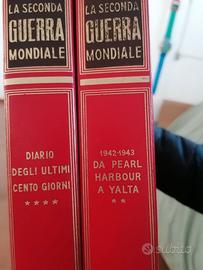 LA SECONDA
GUERRA
MONDIALE
DIARIO
DEGLI ULTIMI
CENTO GIORNI
****
LA SECONDA
GUERRA
MONDIALE
1942-1943
DA PEARL
HARBOUR
A YALTA
**
subito